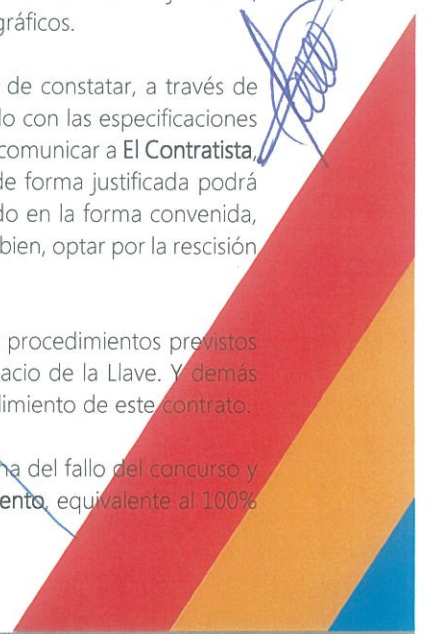 gráficos.
de constatar, a través de
do con las especificaciones
comunicar a El Contratista,
de forma justificada podrá
do en la forma convenida,
bien, optar por la rescisión
procedimientos previstos
acio de la Llave. Y demás
limiento de este contrato.
na del fallo del concurso y
ento, equivalente al 100%